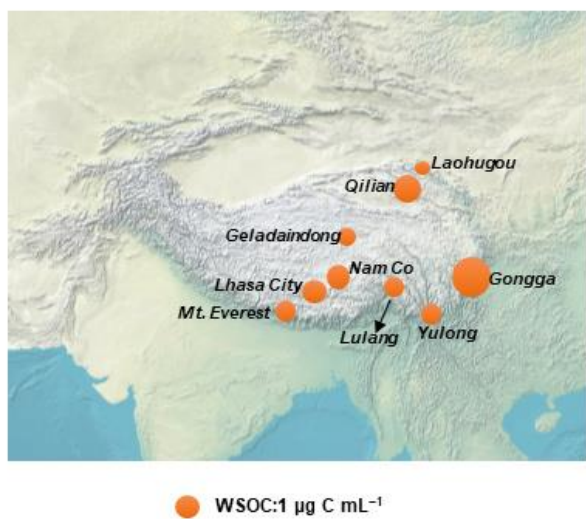 Laohugou
Qilian
Geladaindong
Nam Co
Lhasa City
Gongga
Mt. Everest
Lulang
Yulong
WSOC:1 µg C mL⁻¹